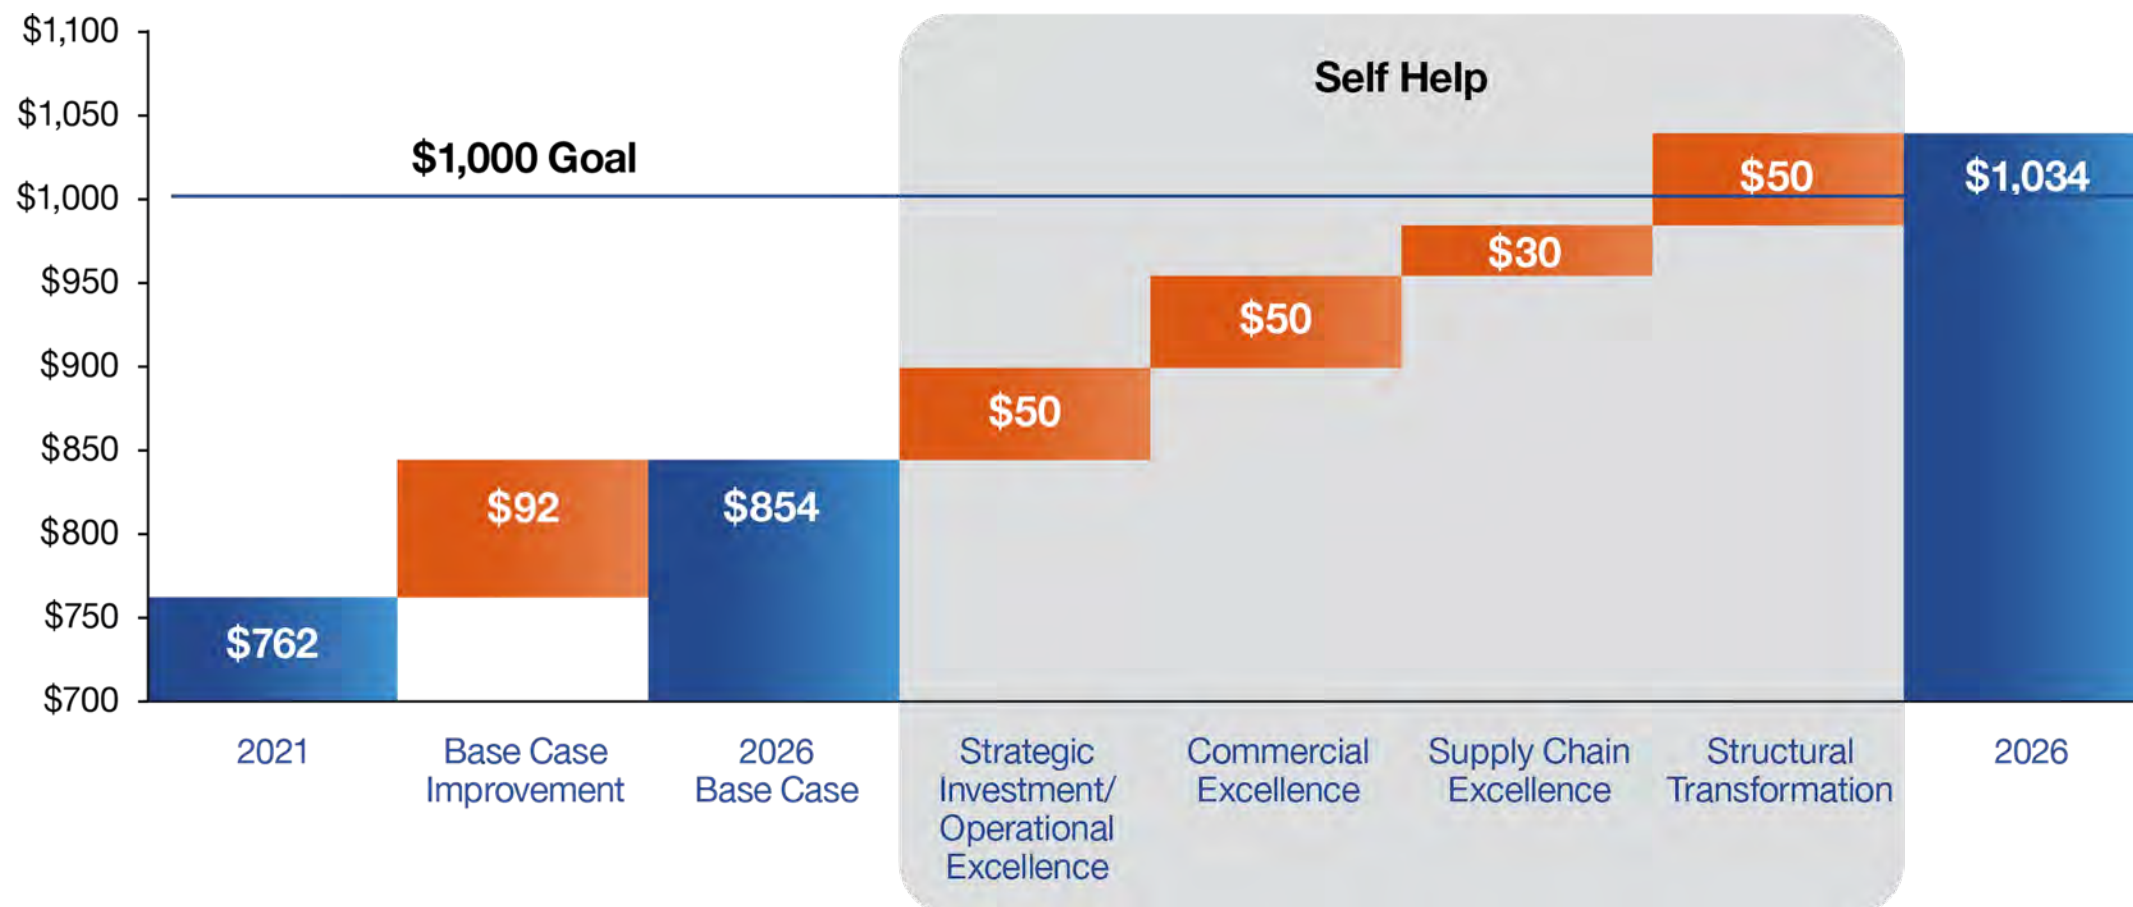 $1,100
$1,050
$1,000
$950
$900
$850
$800
$750
$700
$1,000 Goal
Self Help
$762
$92
$854
$50
$50
$30
$50
$1,034
2021
Base Case
Improvement
2026
Base Case
Strategic
Investment/
Operational
Excellence
Commercial
Excellence
Supply Chain
Excellence
Structural
Transformation
2026